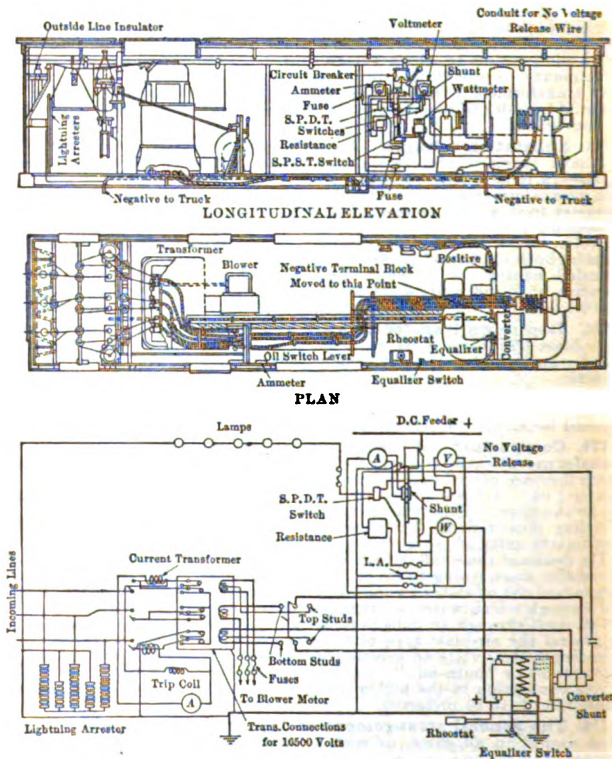 Outside Line Insulator
Voltmeter
Conduit for No Voltage
Release Wire
Circuit Breaker
Ammeter
Fuse
S.P.D.T.
Switches
Resistance
S.P.S.T. Switch
Shunt
Wattmeter
Lightning
Arresters
Negative to Truck
Fuse
Negative to Truck
LONGITUDINAL ELEVATION
Transformer
Blower
Negative Terminal Block
Moved to this Point
Positive
Oil Switch Lever
Rheostat
Equalizer
Converter
Ammeter
Equalizer Switch
PLAN
Lamps
D.C. Feeder +
No Voltage
Release
A
V
S.P.D.T.
Switch
Shunt
Resistance
W
L.A.
Incoming Lines
Current Transformer
Top Studs
Bottom Studs
Fuses
Trip Coil
A
To Blower Motor
Lightning Arrester
Trans. Connections
for 16500 Volts
- +
Converter
Shunt
Rheostat
Equalizer Switch